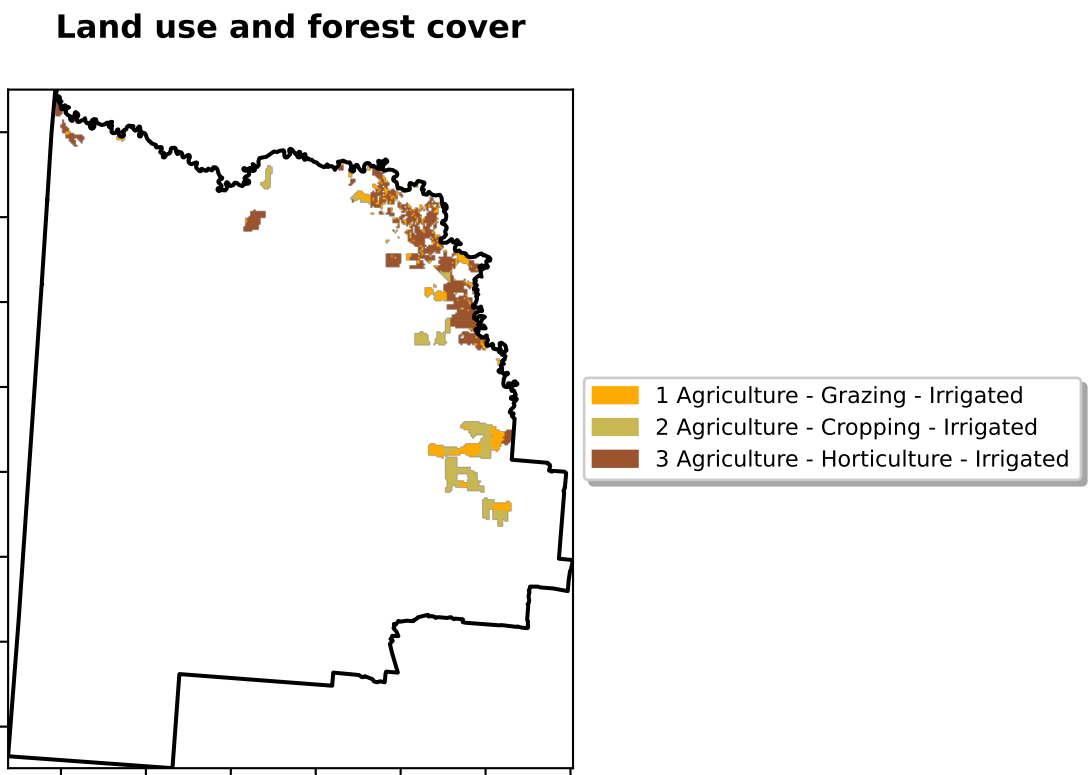 Land use and forest cover
1 Agriculture - Grazing - Irrigated
2 Agriculture - Cropping - Irrigated
3 Agriculture - Horticulture - Irrigated